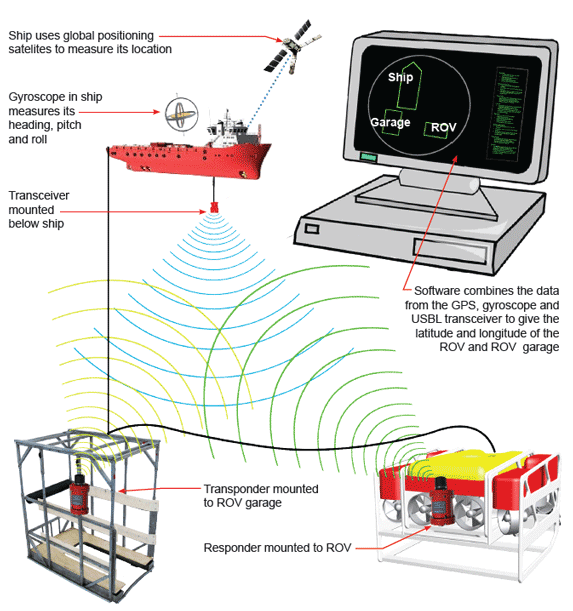 Ship uses global positioning
satelites to measure its location
Gyroscope in ship
measures its
heading, pitch
and roll
Transceiver
mounted
below ship
Ship
Garage
ROV
Software combines the data
from the GPS, gyroscope and
USBL transceiver to give the
latitude and longitude of the
ROV and ROV garage
Transponder mounted
to ROV garage
Responder mounted to ROV